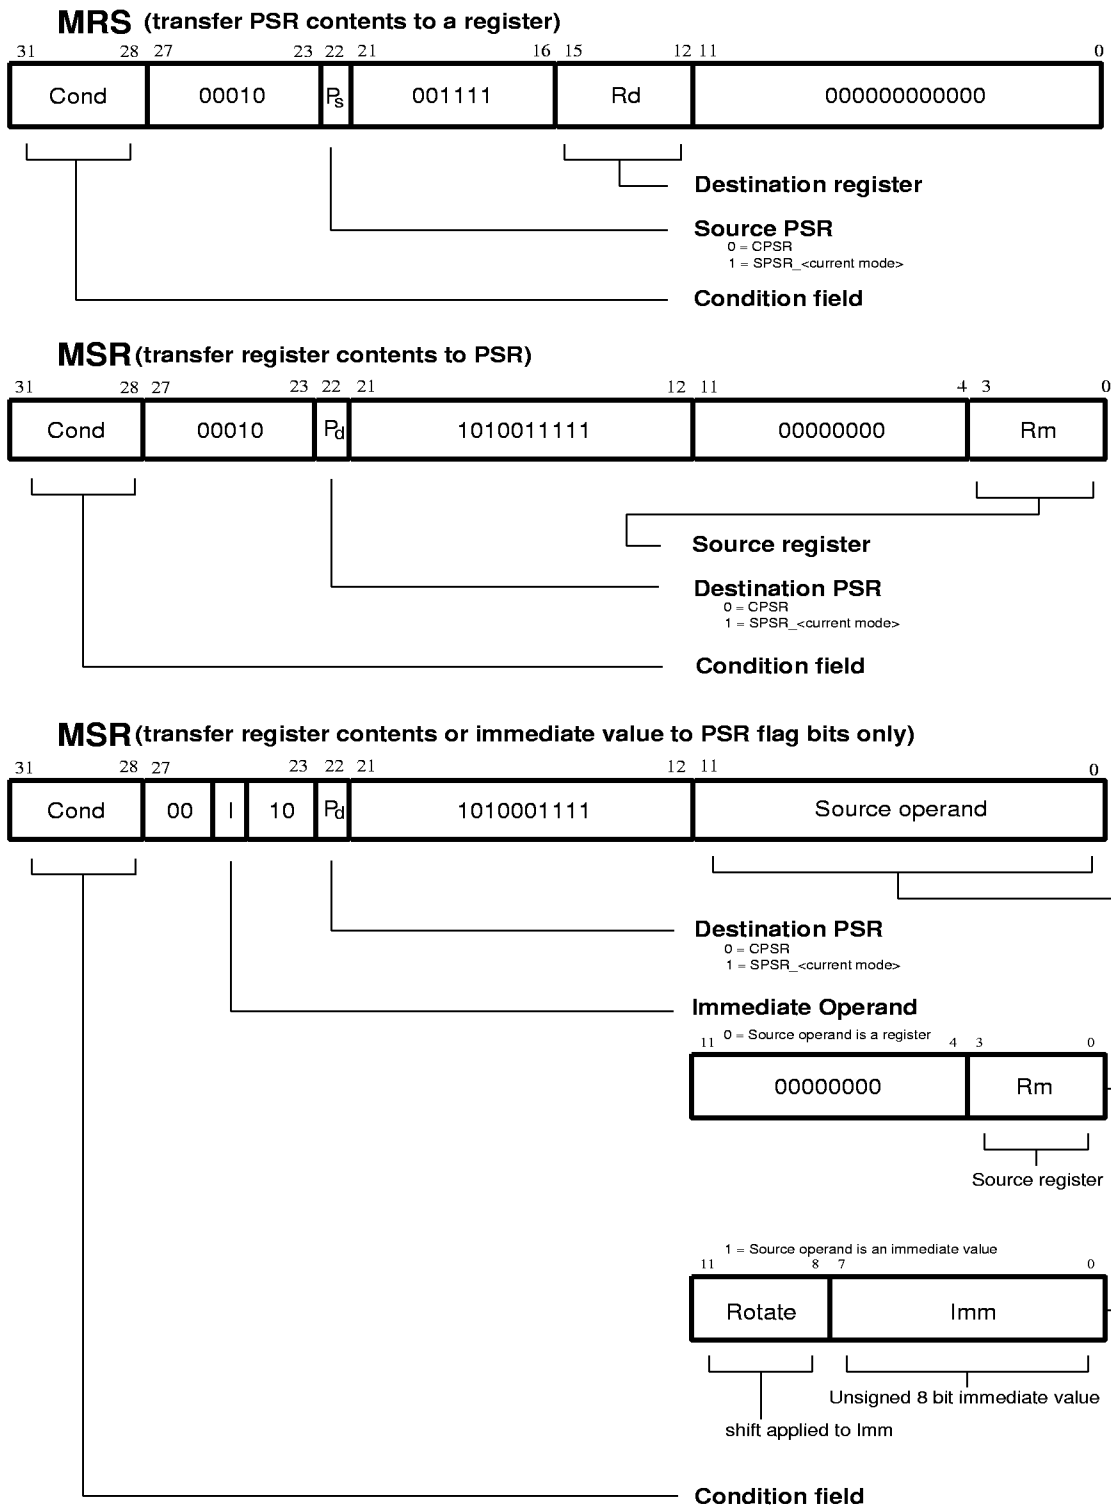 MRS (transfer PSR contents to a register)
31 28 27 23 22 21 16 15 12 11 0
Cond 00010 Ps 001111 Rd 000000000000
Destination register
Source PSR
0 = CPSR
1 = SPSR_<current mode>
Condition field
MSR (transfer register contents to PSR)
31 28 27 23 22 21 12 11 4 3 0
Cond 00010 Pd 1010011111 00000000 Rm
Source register
Destination PSR
0 = CPSR
1 = SPSR_<current mode>
Condition field
MSR (transfer register contents or immediate value to PSR flag bits only)
31 28 27 23 22 21 12 11 0
Cond 00 I 10 Pd 1010001111 Source operand
Destination PSR
0 = CPSR
1 = SPSR_<current mode>
Immediate Operand
0 = Source operand is a register
11 4 3 0
00000000 Rm
Source register
1 = Source operand is an immediate value
11 8 7 0
Rotate Imm
Unsigned 8 bit immediate value
shift applied to Imm
Condition field